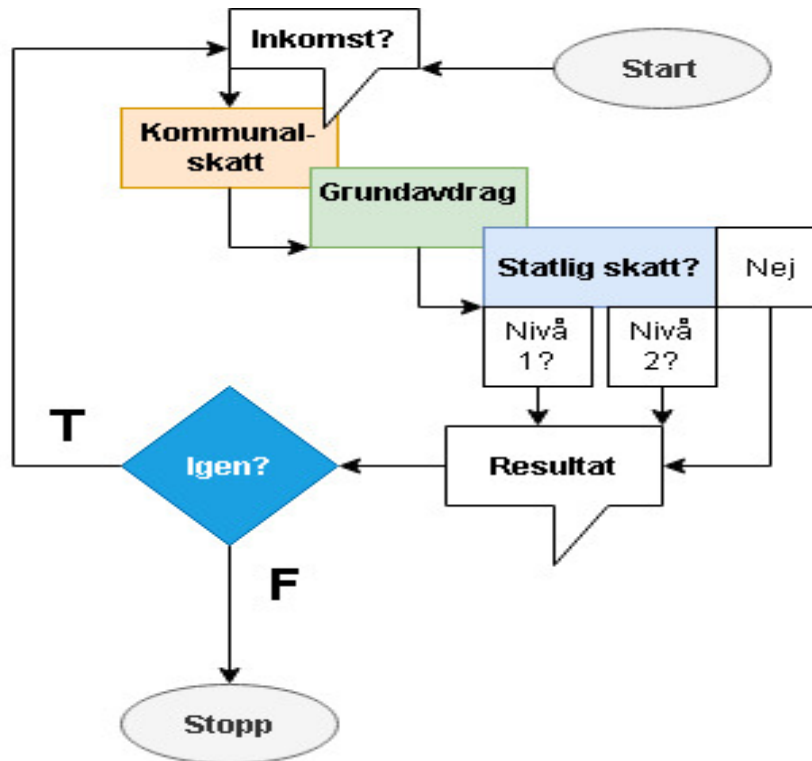 Inkomst?
Start
Kommunal-
skatt
Grundavdrag
Statlig skatt?
Nej
Nivå
1?
Nivå
2?
T
Igen?
Resultat
F
Stopp